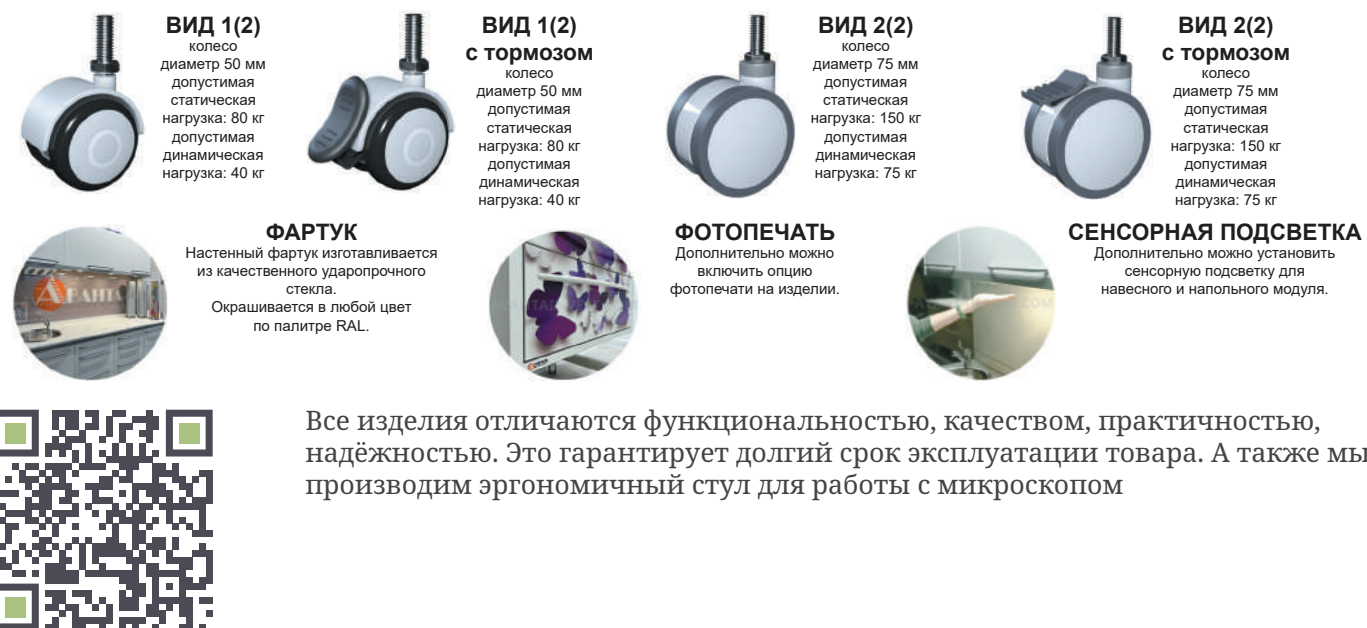 ВИД 1(2)
колесо
диаметр 50 мм
допустимая
статическая
нагрузка: 80 кг
допустимая
динамическая
нагрузка: 40 кг
ВИД 1(2)
с тормозом
колесо
диаметр 50 мм
допустимая
статическая
нагрузка: 80 кг
допустимая
динамическая
нагрузка: 40 кг
ВИД 2(2)
колесо
диаметр 75 мм
допустимая
статическая
нагрузка: 150 кг
допустимая
динамическая
нагрузка: 75 кг
ВИД 2(2)
с тормозом
колесо
диаметр 75 мм
допустимая
статическая
нагрузка: 150 кг
допустимая
динамическая
нагрузка: 75 кг
ФАРТУК
Настенный фартук изготавливается
из качественного ударопрочного
стекла.
Окрашивается в любой цвет
по палитре RAL.
ФОТОПЕЧАТЬ
Дополнительно можно
включить опцию
фотопечати на изделии.
СЕНСОРНАЯ ПОДСВЕТКА
Дополнительно можно установить
сенсорную подсветку для
навесного и напольного модуля.
Все изделия отличаются функциональностью, качеством, практичностью,
надёжностью. Это гарантирует долгий срок эксплуатации товара. А также мы
производим эргономичный стул для работы с микроскопом